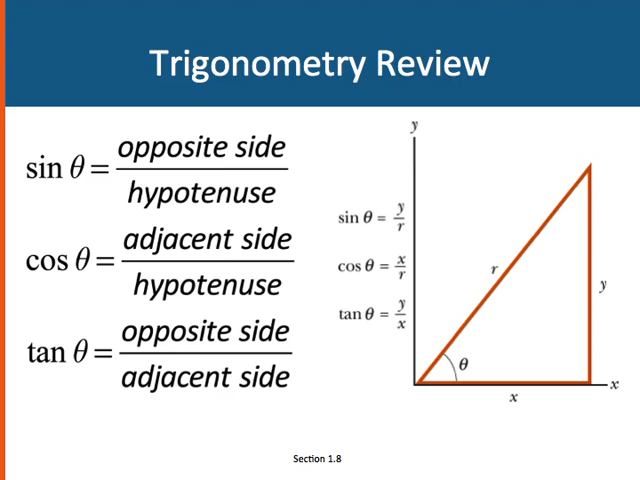 Trigonometry Review
sin θ = opposite side / hypotenuse
cos θ = adjacent side / hypotenuse
tan θ = opposite side / adjacent side
y
sin θ = y/r
cos θ = x/r
tan θ = y/x
r
y
θ
x
x
Section 1.8